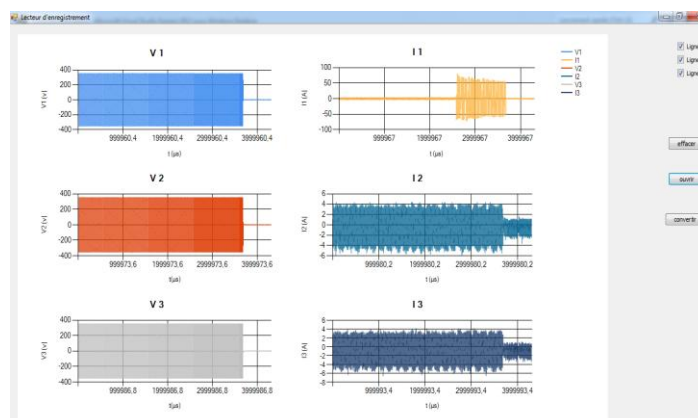 Lecteur d'enregistrement
V 1
400
200
0
-200
-400
V1 (v)
999960,4
1999960,4
2999960,4
3999960,4
t (µs)
I 1
100
50
0
-50
-100
I1 (A)
999967
1999967
2999967
3999967
t (µs)
V1
I1
V2
I2
V3
I3
Ligne
Ligne
Ligne
effacer
ouvrir
convertir
V 2
400
200
0
-200
-400
V2 (v)
999973,6
1999973,6
2999973,6
3999973,6
t(µs)
I 2
6
4
2
0
-2
-4
-6
I2(A)
999980,2
1999980,2
2999980,2
3999980,2
t (µs)
V 3
400
200
0
-200
-400
V3 (v)
999986,8
1999986,8
2999986,8
3999986,8
t(µs)
I 3
6
4
2
0
-2
-4
-6
-8
I3 (A)
999993,4
1999993,4
2999993,4
3999993,4
t (µs)